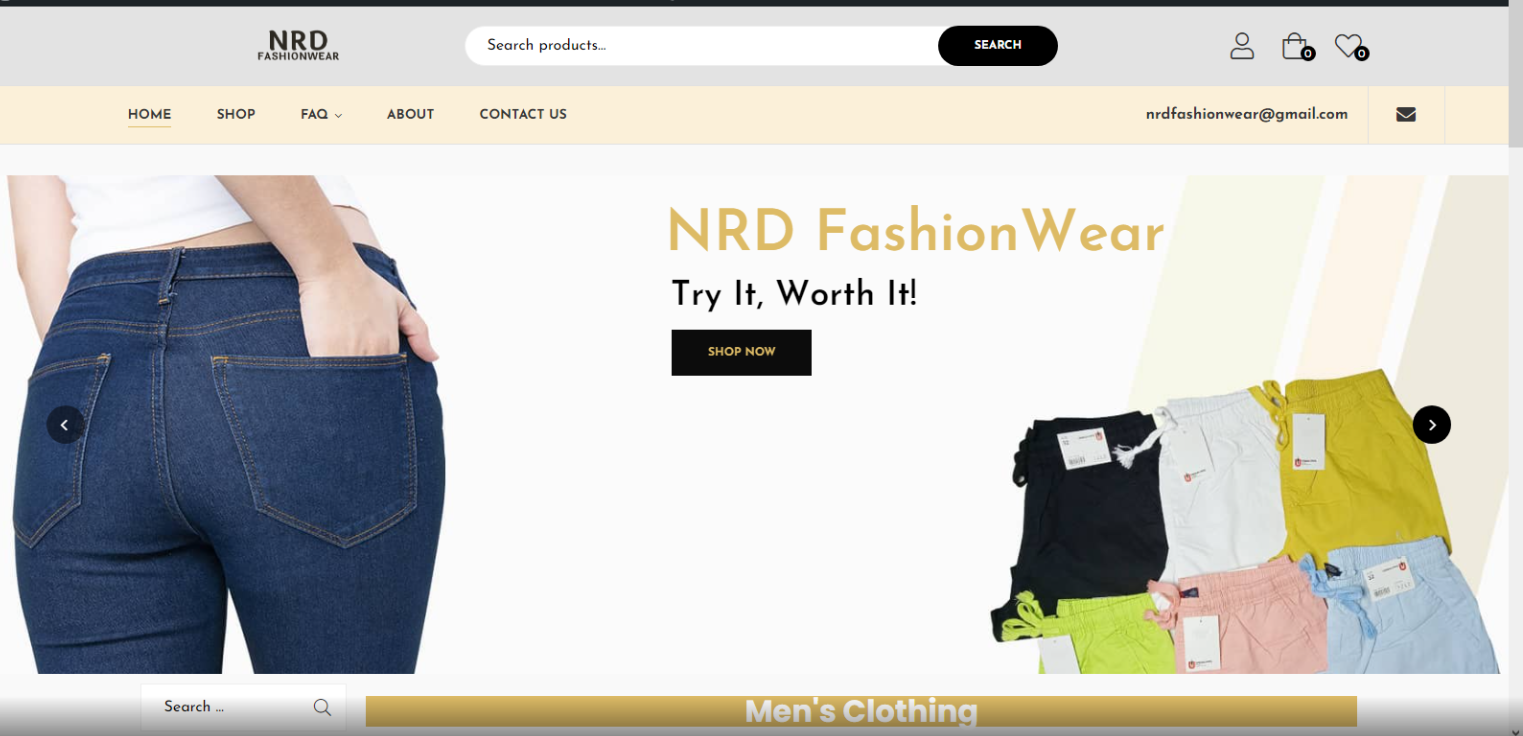 NRD
FASHIONWEAR
Search products...
SEARCH
0
0
HOME
SHOP
FAQ
ABOUT
CONTACT US
nrdfashionwear@gmail.com
NRD FashionWear
Try It, Worth It!
SHOP NOW
Search ...
Men's Clothing